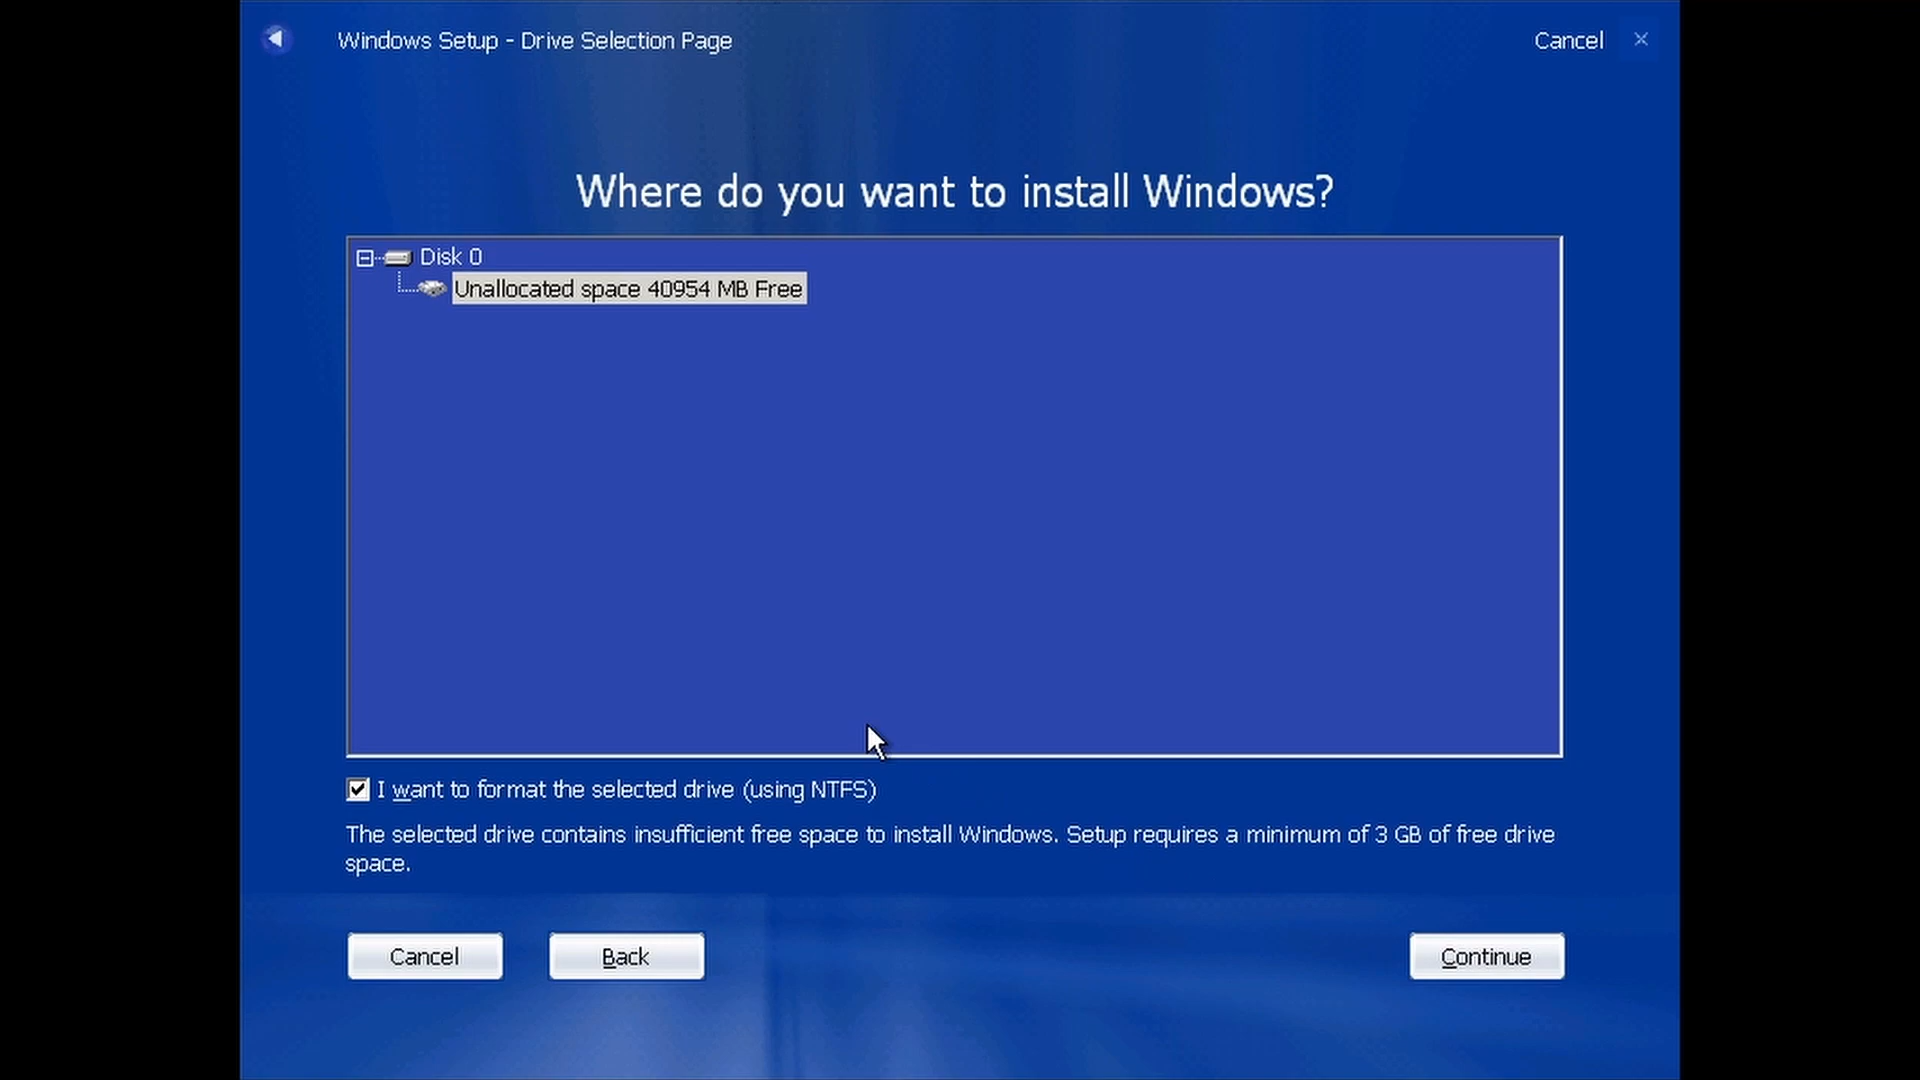 Windows Setup - Drive Selection Page
Cancel
Where do you want to install Windows?
Disk 0
Unallocated space 40954 MB Free
I want to format the selected drive (using NTFS)
The selected drive contains insufficient free space to install Windows. Setup requires a minimum of 3 GB of free drive
space.
Cancel
Back
Continue